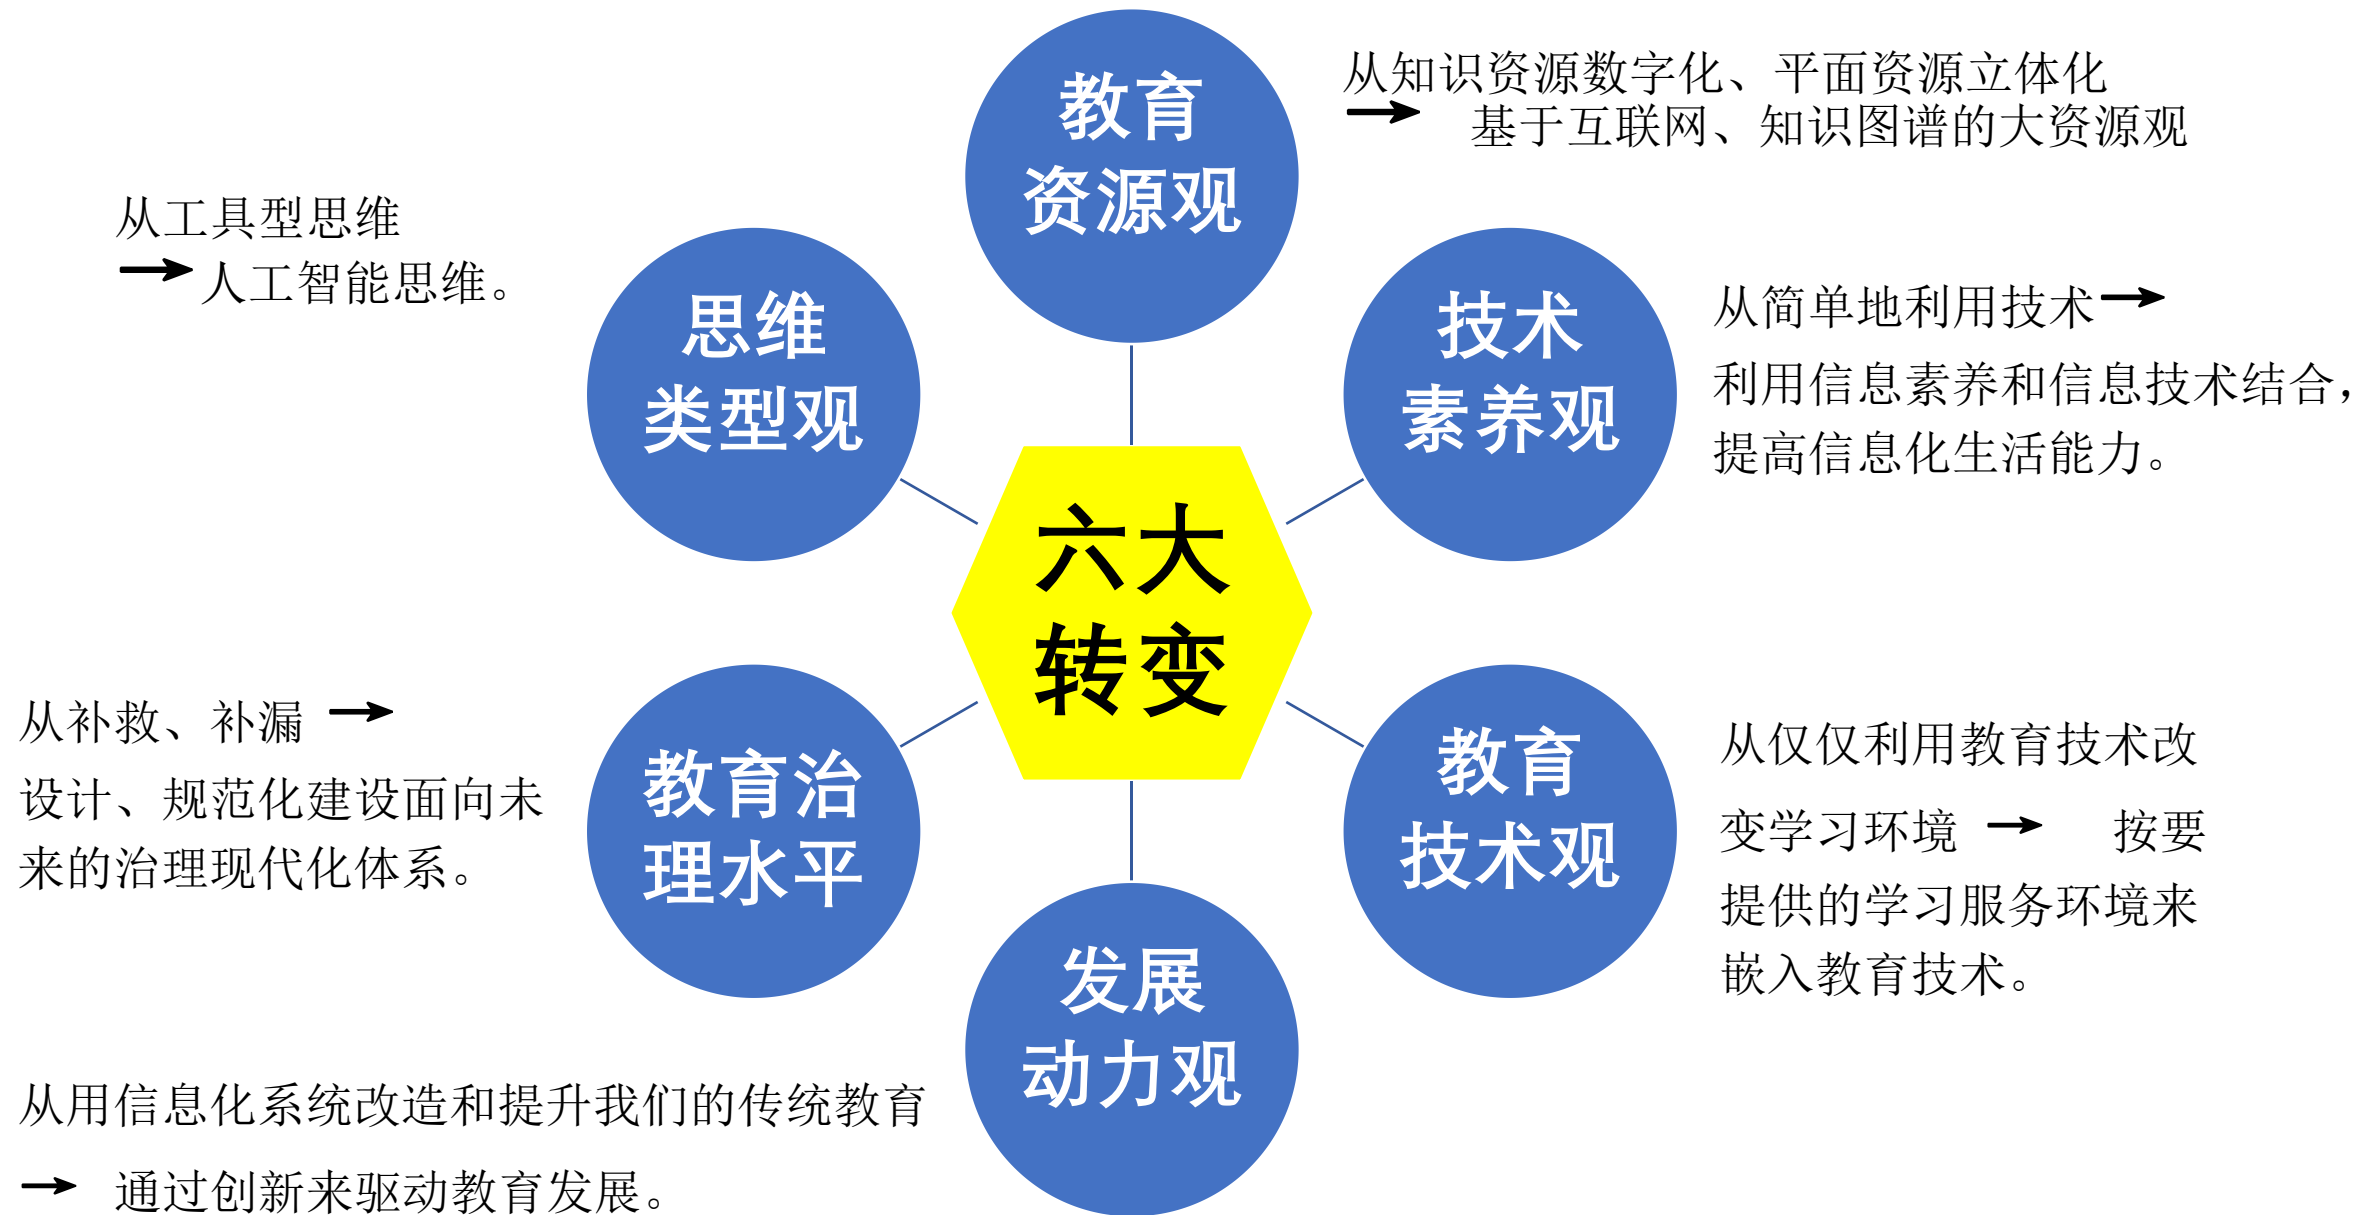 教育
资源观
从知识资源数字化、平面资源立体化
→ 基于互联网、知识图谱的大资源观
技术
素养观
从简单地利用技术→
利用信息素养和信息技术结合，
提高信息化生活能力。
教育
技术观
从仅仅利用教育技术改
变学习环境 → 按要
提供的学习服务环境来
嵌入教育技术。
发展
动力观
从用信息化系统改造和提升我们的传统教育
→ 通过创新来驱动教育发展。
教育治
理水平
从补救、补漏 →
设计、规范化建设面向未
来的治理现代化体系。
思维
类型观
从工具型思维
→人工智能思维。
六大
转变